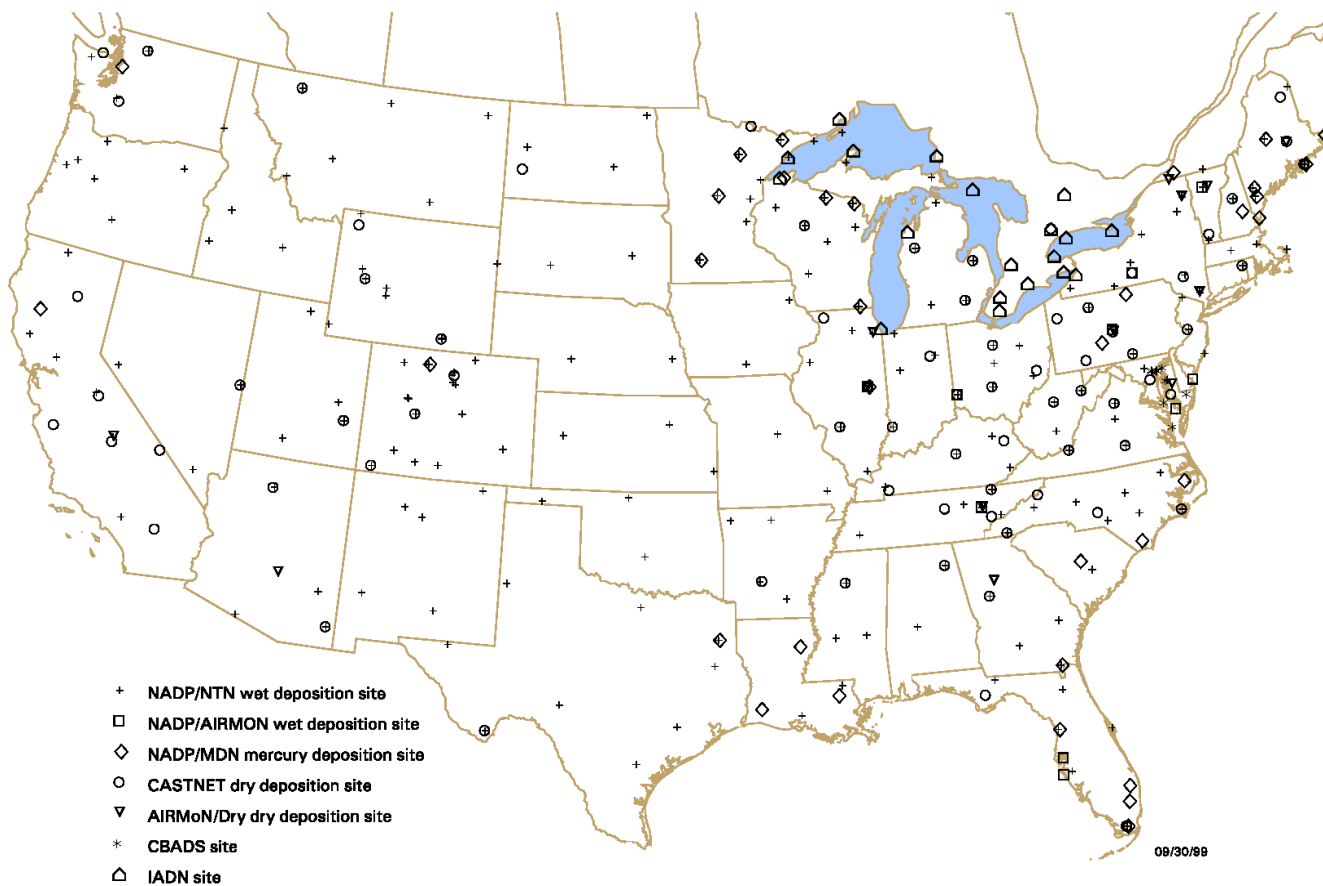 NADP/NTN wet deposition site
NADP/AIRMON wet deposition site
NADP/MDN mercury deposition site
CASTNET dry deposition site
AIRMoN/Dry dry deposition site
CBADS site
IADN site
09/30/99